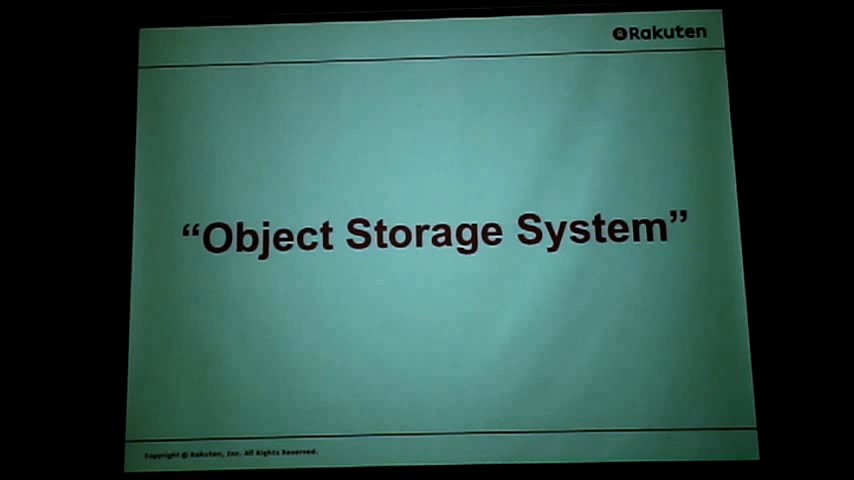 Ⓡ Rakuten
“Object Storage System”
Copyright © Rakuten, Inc. All Rights Reserved.